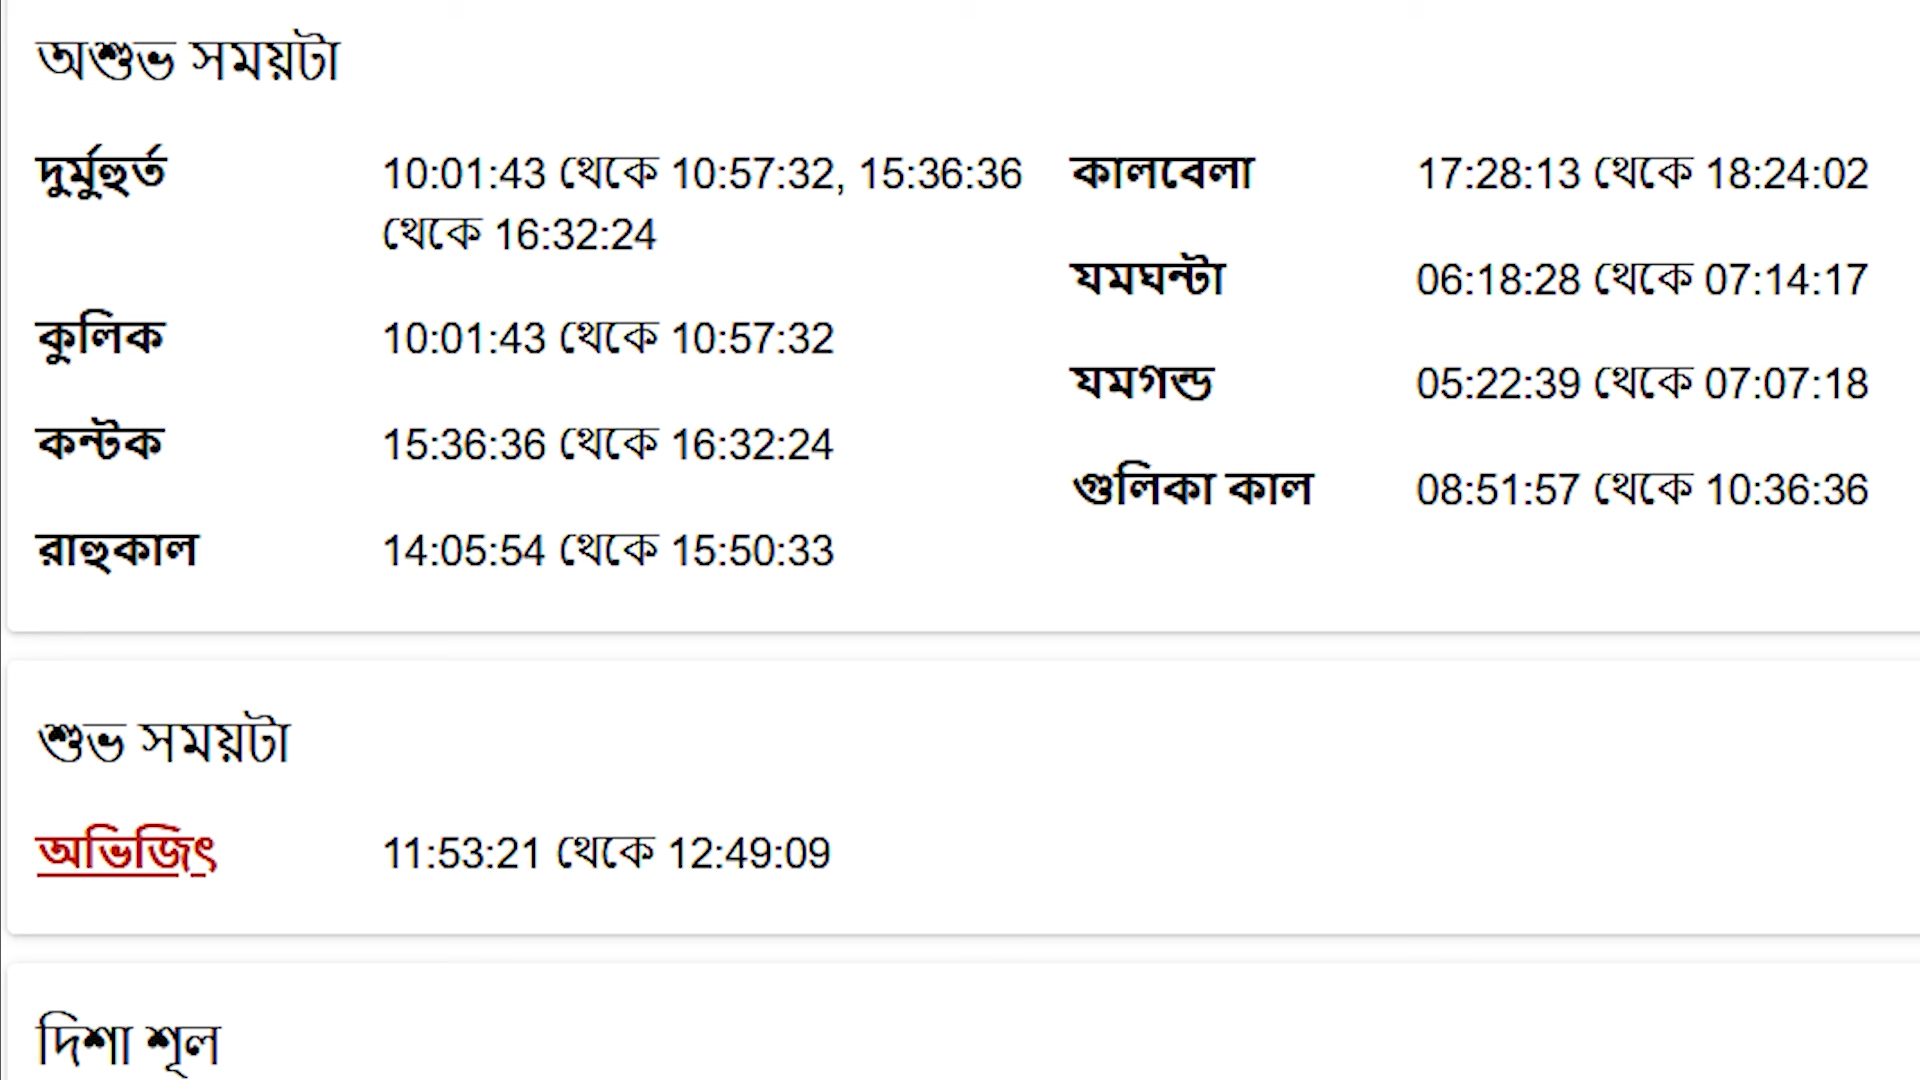 অশুভ সময়টা
দুর্মুহুর্ত 10:01:43 থেকে 10:57:32, 15:36:36
থেকে 16:32:24
কুলিক 10:01:43 থেকে 10:57:32
কন্টক 15:36:36 থেকে 16:32:24
রাহুকাল 14:05:54 থেকে 15:50:33
কালবেলা 17:28:13 থেকে 18:24:02
যমঘন্টা 06:18:28 থেকে 07:14:17
যমগন্ড 05:22:39 থেকে 07:07:18
গুলিকা কাল 08:51:57 থেকে 10:36:36
শুভ সময়টা
অভিজিৎ 11:53:21 থেকে 12:49:09
দিশা শূল